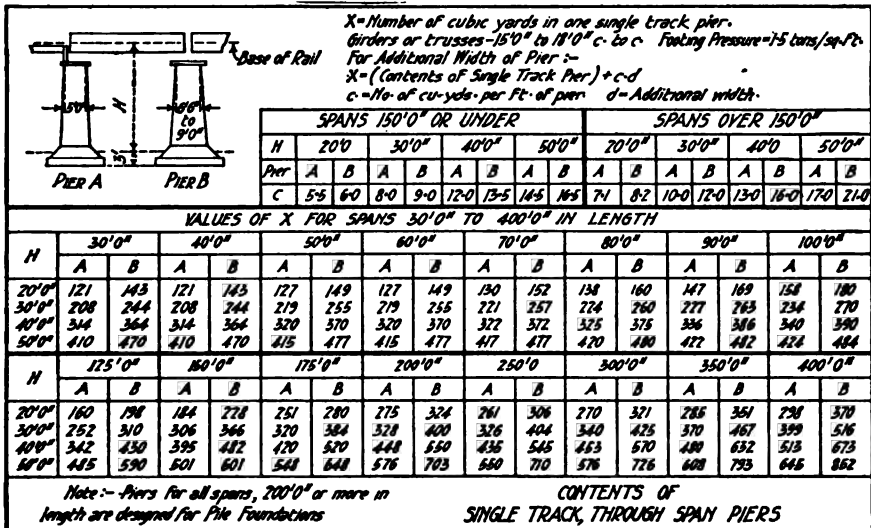 X=Number of cubic yards in one single track pier.
Girders or trusses-15'0" to 18'0" c. to c. Footing Pressure=7.5 tons/sq.ft.
For Additional Width of Pier:-
X=(Contents of Single Track Pier)+c.d
c.=No. of cu.yds. per Ft. of pier d=Additional width.
Base of Rail
H
5'0"
6'6" to 9'0"
3'
PIER A PIER B
SPANS 150'0" OR UNDER SPANS OVER 150'0"
H 20'0 30'0" 40'0" 50'0" 20'0" 30'0" 40'0 50'0"
Pier A B A B A B A B A B A B A B A B
C 5.5 6.0 8.0 9.0 12.0 13.5 14.5 16.5 7.1 8.2 10.0 12.0 13.0 16.0 17.0 21.0
VALUES OF X FOR SPANS 30'0" TO 400'0" IN LENGTH
H 30'0" 40'0" 50'0" 60'0" 70'0" 80'0" 90'0" 100'0"
A B A B A B A B A B A B A B A B
20'0" 121 143 121 143 127 149 127 149 130 152 138 160 147 169 158 180
30'0" 208 244 208 244 219 255 219 255 221 257 224 260 227 263 234 270
40'0" 314 364 314 364 320 370 320 370 322 372 325 375 336 386 340 390
50'0" 410 470 410 470 415 477 415 477 417 477 420 480 422 482 424 484
H 125'0" 160'0" 175'0" 200'0" 250'0 300'0" 350'0" 400'0"
A B A B A B A B A B A B A B A B
20'0" 160 198 184 228 251 280 275 324 261 306 270 321 285 351 298 370
30'0" 252 310 306 366 320 384 328 400 326 404 340 425 370 467 399 516
40'0" 342 430 395 482 420 520 448 550 436 545 453 570 480 632 513 673
485 590 501 601 548 648 576 703 550 710 576 726 608 793 645 862
Note:- Piers for all spans, 200'0" or more in
length are designed for Pile Foundations
CONTENTS OF
SINGLE TRACK, THROUGH SPAN PIERS